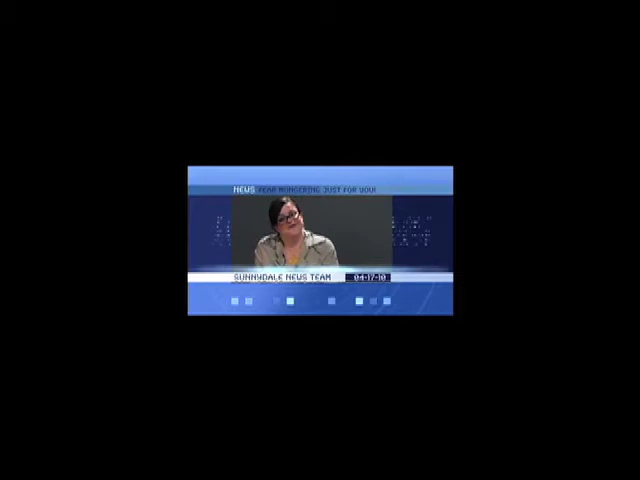 NEWS FEAR MONGERING JUST FOR YOU!
SUNNYDALE NEWS TEAM 04-17-10